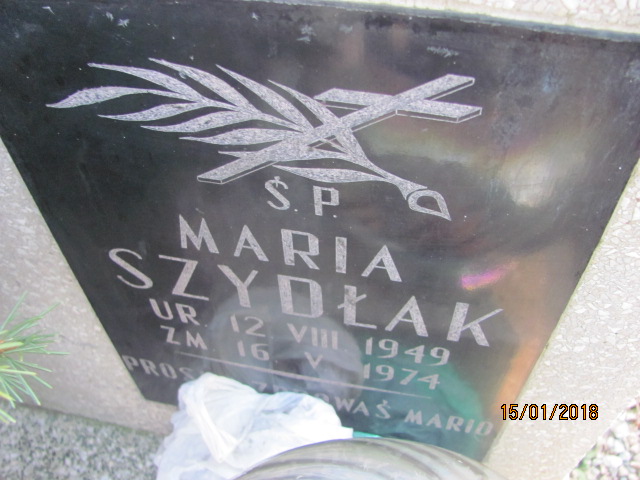 Ś.P.
MARIA
SZYDŁAK
UR. 12 VIII 1949
ZM. 16 V 1974
MARIO
15/01/2018